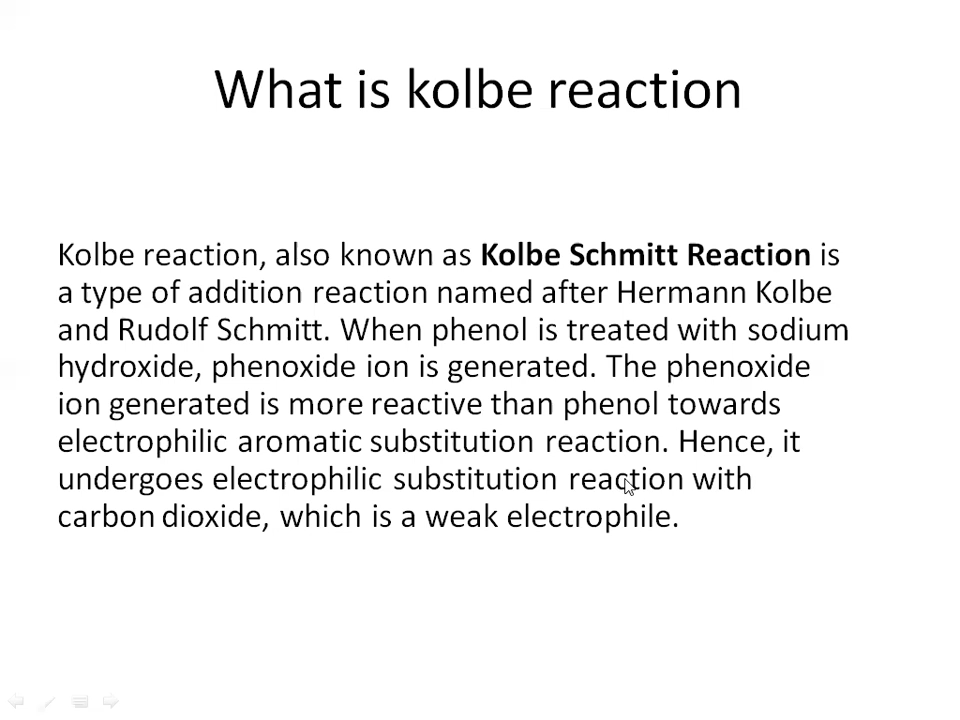 What is kolbe reaction
Kolbe reaction, also known as Kolbe Schmitt Reaction is
a type of addition reaction named after Hermann Kolbe
and Rudolf Schmitt. When phenol is treated with sodium
hydroxide, phenoxide ion is generated. The phenoxide
ion generated is more reactive than phenol towards
electrophilic aromatic substitution reaction. Hence, it
undergoes electrophilic substitution reaction with
carbon dioxide, which is a weak electrophile.